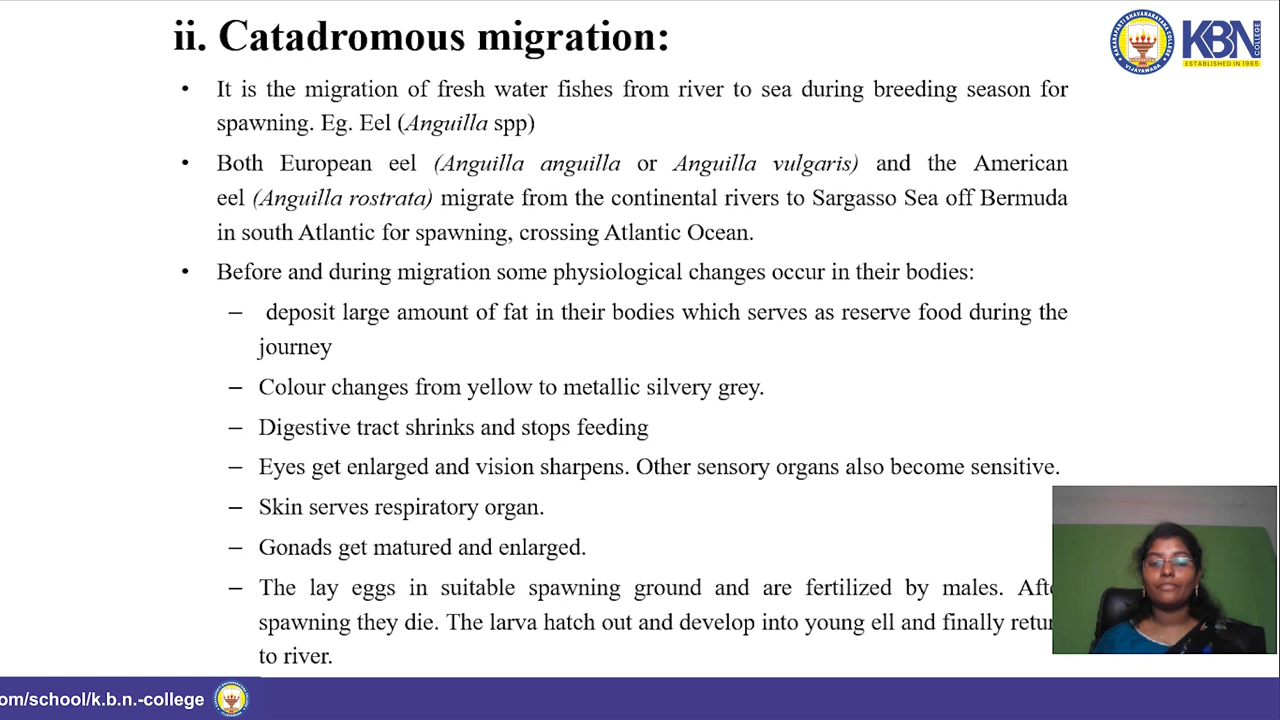 ii. Catadromous migration:
KBN
COLLEGE
ESTABLISHED IN 1965
• It is the migration of fresh water fishes from river to sea during breeding season for
spawning. Eg. Eel (Anguilla spp)
• Both European eel (Anguilla anguilla or Anguilla vulgaris) and the American
eel (Anguilla rostrata) migrate from the continental rivers to Sargasso Sea off Bermuda
in south Atlantic for spawning, crossing Atlantic Ocean.
• Before and during migration some physiological changes occur in their bodies:
– deposit large amount of fat in their bodies which serves as reserve food during the
journey
– Colour changes from yellow to metallic silvery grey.
– Digestive tract shrinks and stops feeding
– Eyes get enlarged and vision sharpens. Other sensory organs also become sensitive.
– Skin serves respiratory organ.
– Gonads get matured and enlarged.
– The lay eggs in suitable spawning ground and are fertilized by males.
spawning they die. The larva hatch out and develop into young ell and finally
to river.
om/school/k.b.n.-college